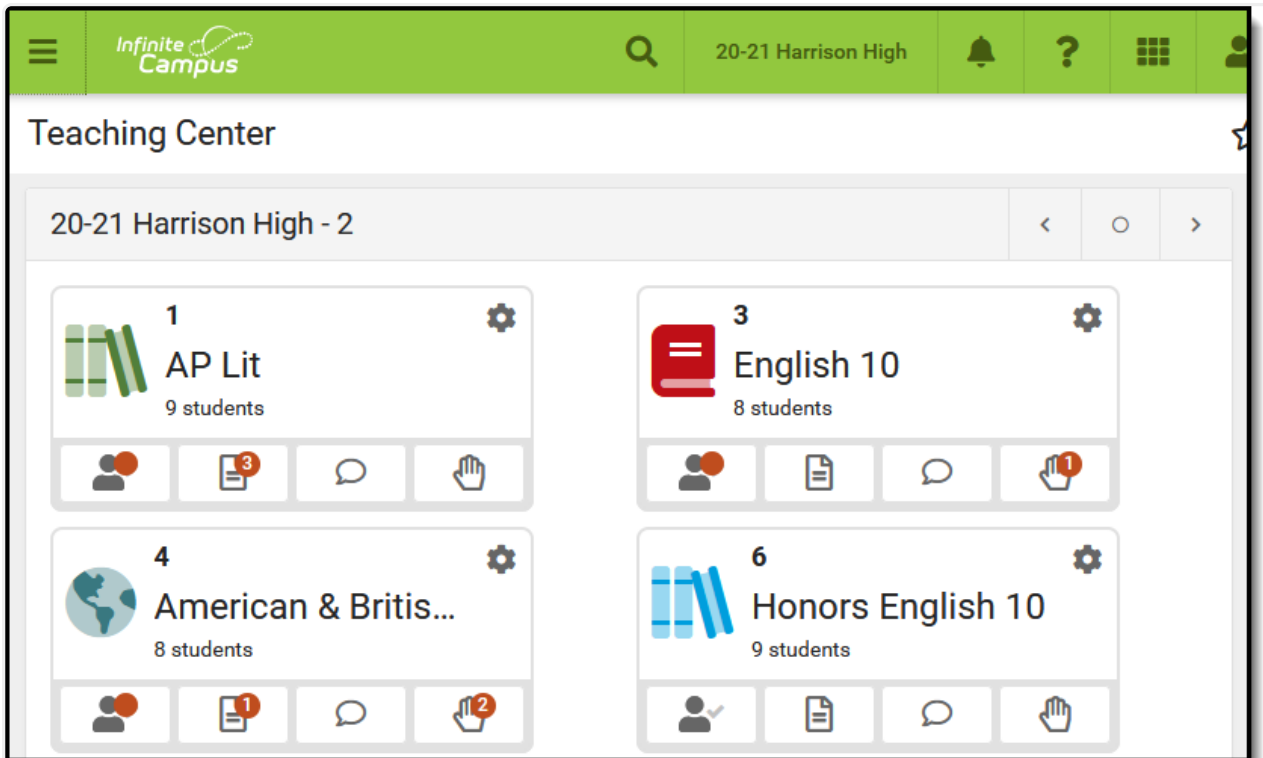 Infinite
Campus
20-21 Harrison High
?
Teaching Center
20-21 Harrison High - 2
1
AP Lit
9 students
3
3
English 10
8 students
1
4
American & Britis...
8 students
1
2
6
Honors English 10
9 students